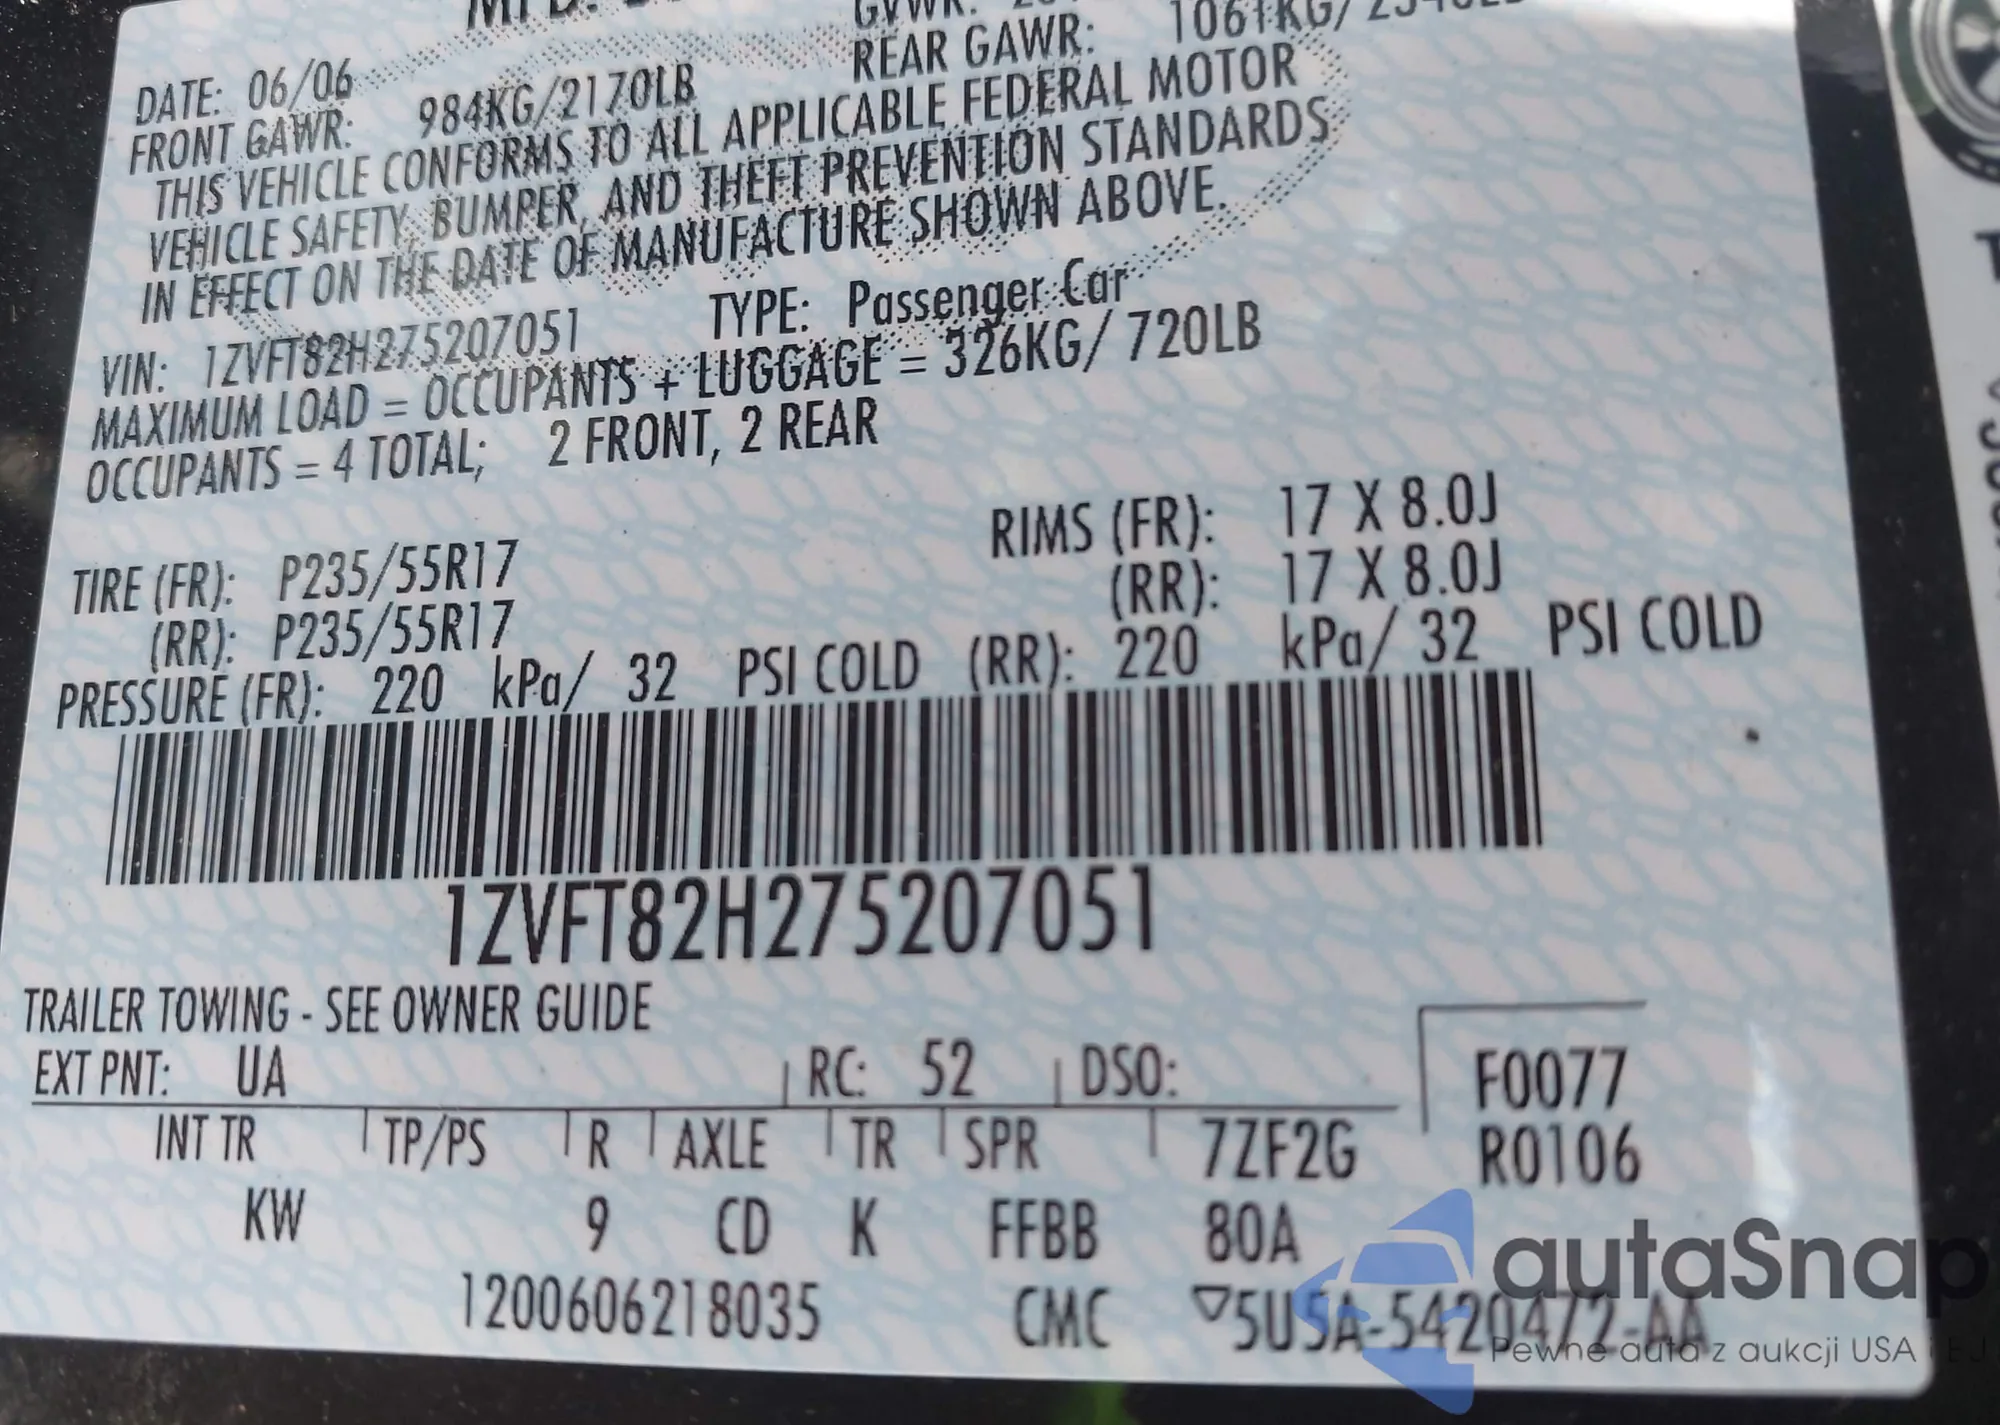 DATE: 06/06
FRONT GAWR: 984KG/2170LB REAR GAWR:
THIS VEHICLE CONFORMS TO ALL APPLICABLE FEDERAL MOTOR
VEHICLE SAFETY, BUMPER, AND THEFT PREVENTION STANDARDS
IN EFFECT ON THE DATE OF MANUFACTURE SHOWN ABOVE.
VIN: 1ZVFT82H275207051 TYPE: Passenger Car
MAXIMUM LOAD = OCCUPANTS + LUGGAGE = 326KG/ 720LB
OCCUPANTS = 4 TOTAL; 2 FRONT, 2 REAR
TIRE (FR): P235/55R17 RIMS (FR): 17 X 8.0J
(RR): P235/55R17 (RR): 17 X 8.0J
PRESSURE (FR): 220 kPa/ 32 PSI COLD (RR): 220 kPa/ 32 PSI COLD
1ZVFT82H275207051
TRAILER TOWING - SEE OWNER GUIDE
EXT PNT: UA RC: 52 DSO: F0077
INT TR TP/PS R AXLE TR SPR 7ZF2G R0106
KW 9 CD K FFBB 80A
1200606218035 CMC ▽5U5A-5420472-AA
autaSnap
Pewne auta z aukcji USA i EU